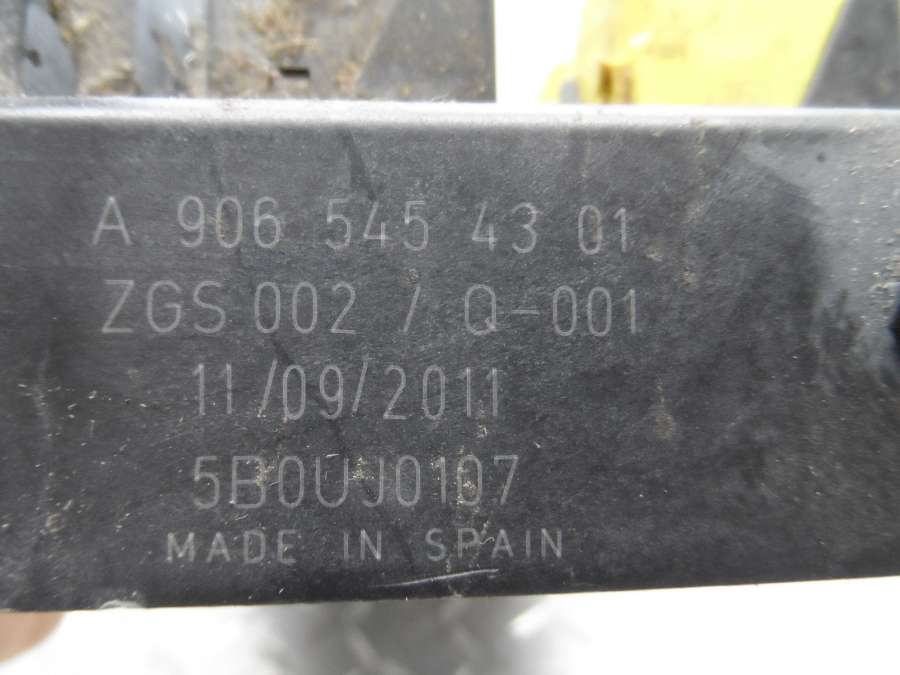 A 906 545 43 01
ZGS 002 / Q-001
11/09/2011
5B0UJ0107
MADE IN SPAIN